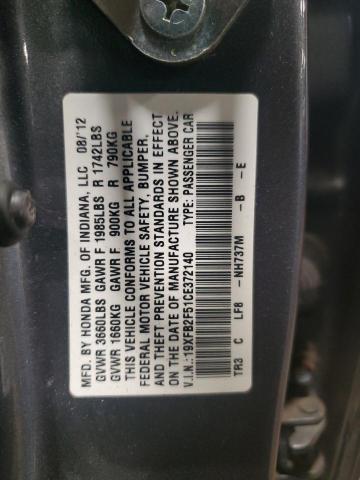 MFD. BY HONDA MFG. OF INDIANA, LLC 08/12
GVWR 3660LBS GAWR F 1985LBS R 1742LBS
GVWR 1660KG GAWR F 900KG R 790KG
THIS VEHICLE CONFORMS TO ALL APPLICABLE
FEDERAL MOTOR VEHICLE SAFETY, BUMPER,
AND THEFT PREVENTION STANDARDS IN EFFECT
ON THE DATE OF MANUFACTURE SHOWN ABOVE.
V.I.N.:19XFB2F51CE372140 TYPE: PASSENGER CAR
TR3 C LF8 -NH737M -B -E